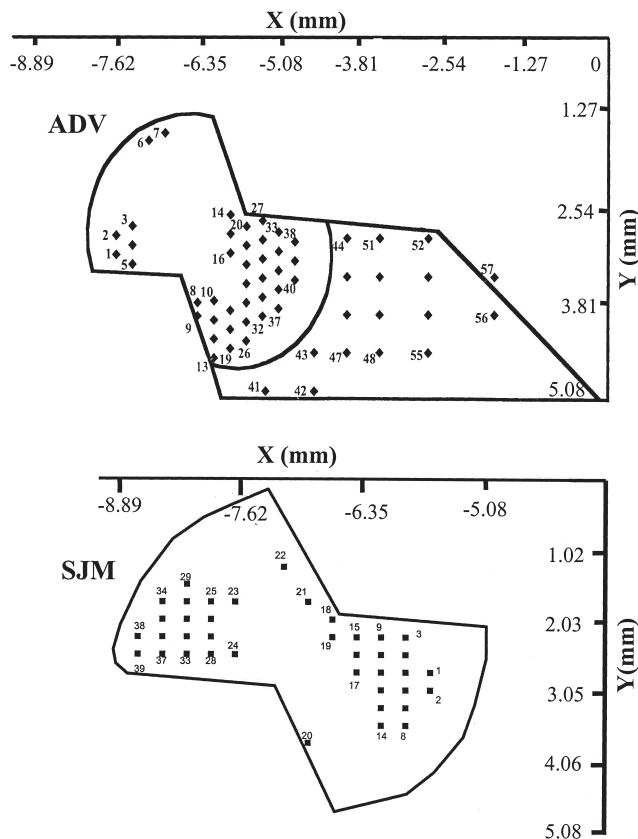 X (mm)
-8.89 -7.62 -6.35 -5.08 -3.81 -2.54 -1.27 0
1.27
ADV
7
6
14 27 2.54
3 20 33
2 38 44 51 52
1 16
5 57
8 10 40 3.81
9 32 37 56
26
13 19 43 47 48 55
41 42 5.08
Y (mm)
X (mm)
-8.89 -7.62 -6.35 -5.08
22 1.02
SJM
29
34 25 23 21
18 2.03
38 15 9 3
24 19
39 37 33 28 17 1
2 3.05
20 14 8
4.06
5.08
Y(mm)